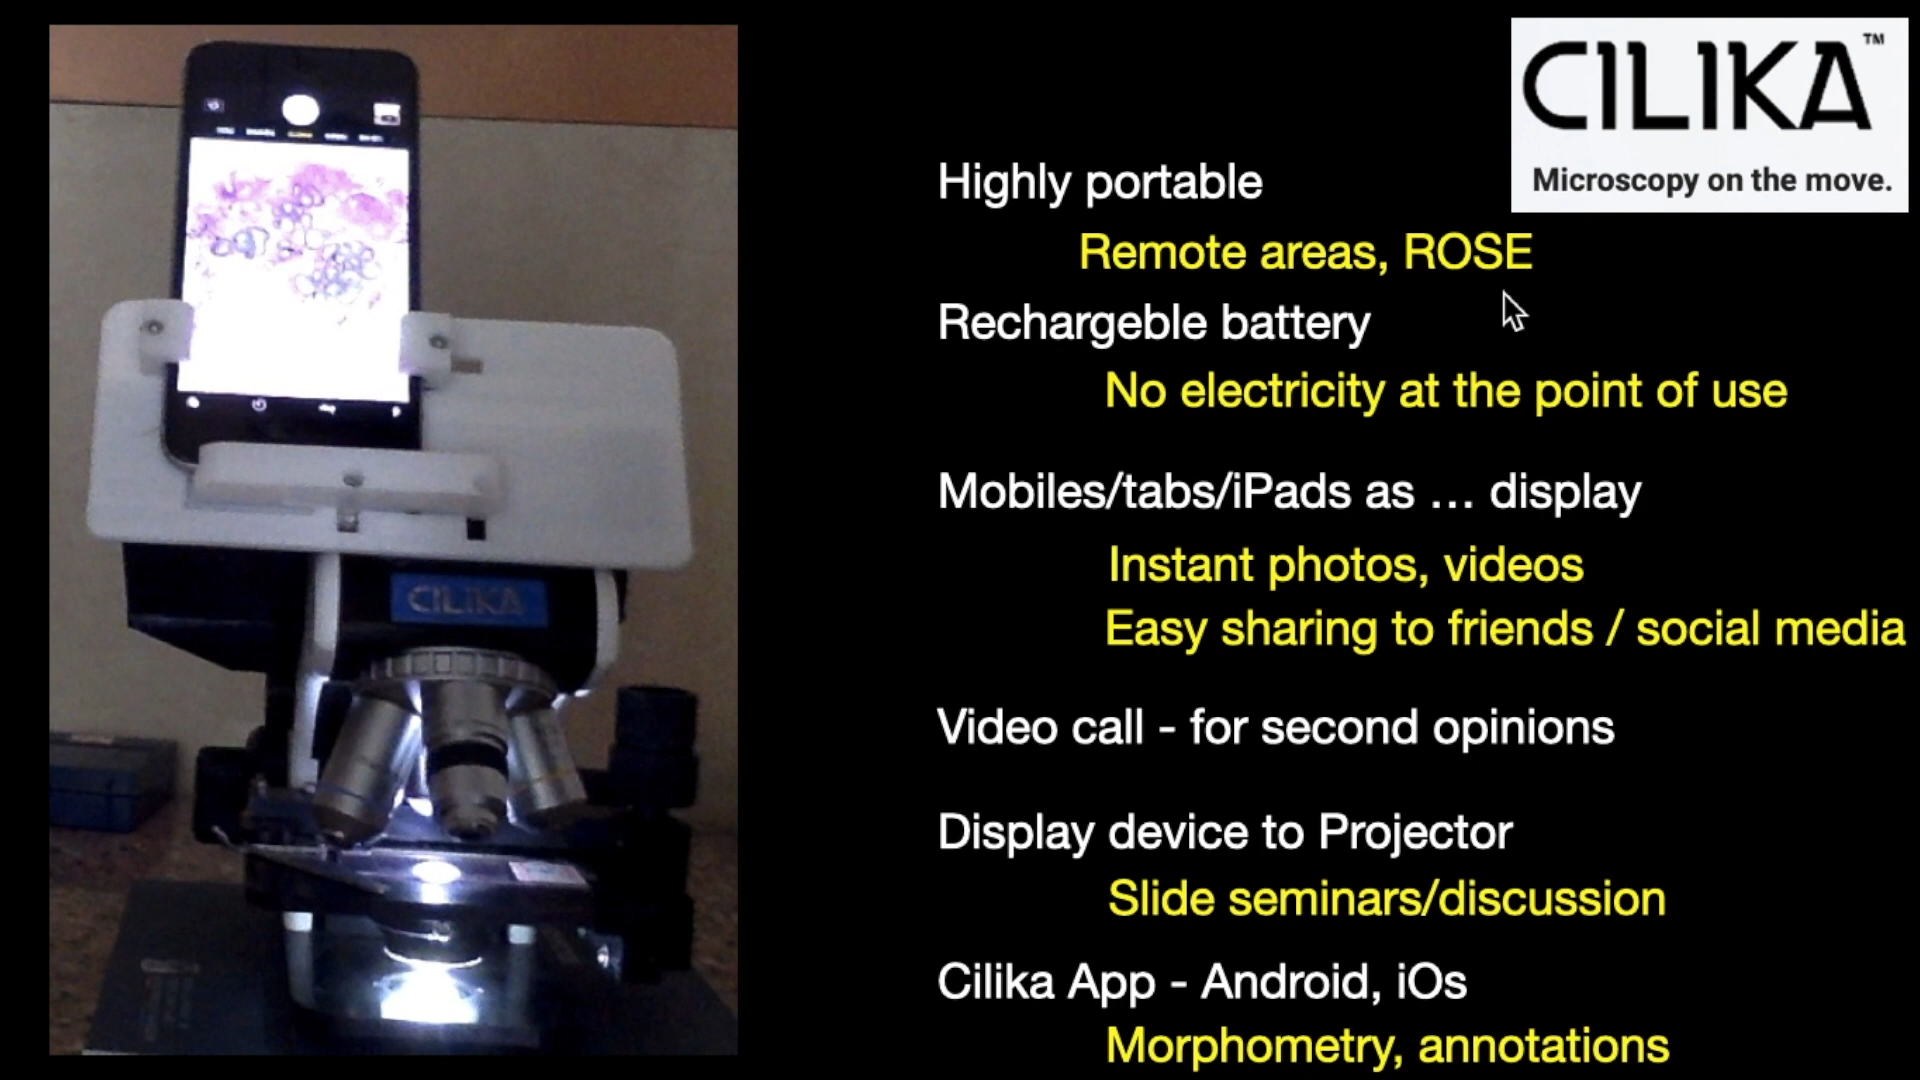 CILIKA™
Microscopy on the move.
Highly portable
Remote areas, ROSE
Rechargeble battery
No electricity at the point of use
Mobiles/tabs/iPads as … display
Instant photos, videos
Easy sharing to friends / social media
Video call - for second opinions
Display device to Projector
Slide seminars/discussion
Cilika App - Android, iOs
Morphometry, annotations
CILIKA